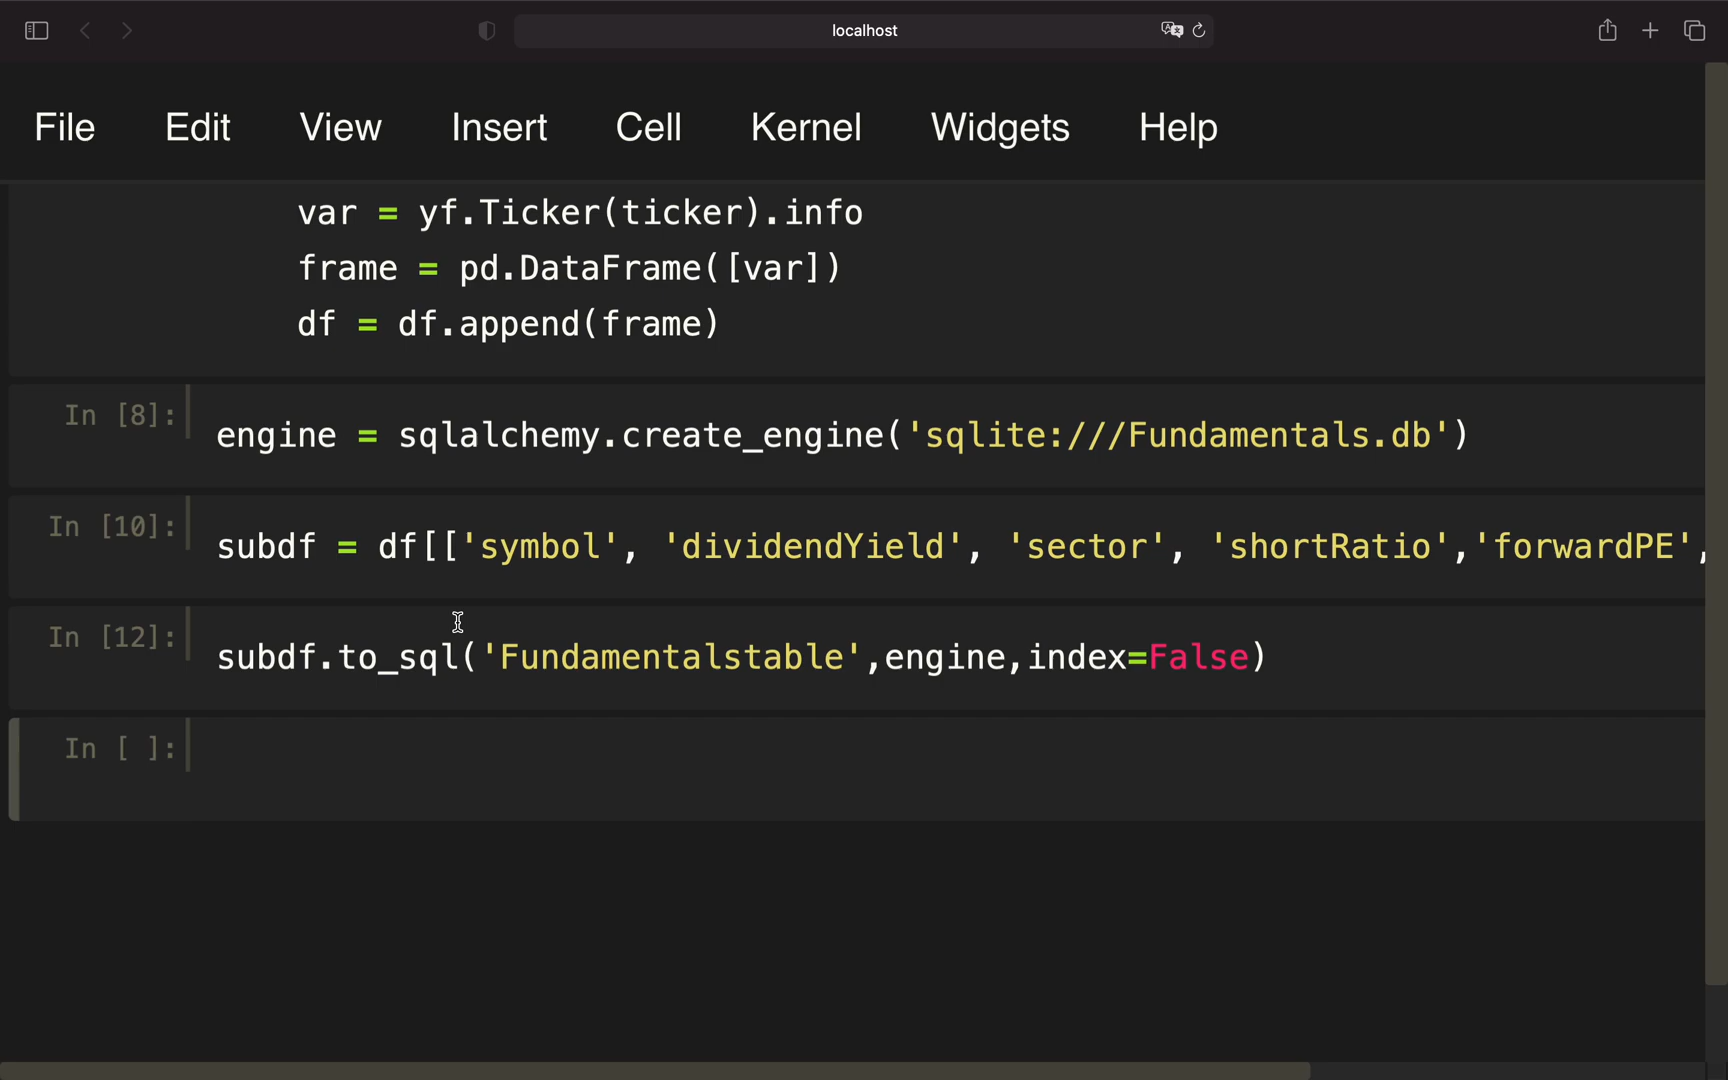 localhost
File Edit View Insert Cell Kernel Widgets Help
var = yf.Ticker(ticker).info
frame = pd.DataFrame([var])
df = df.append(frame)
In [8]: engine = sqlalchemy.create_engine('sqlite:///Fundamentals.db')
In [10]: subdf = df[['symbol', 'dividendYield', 'sector', 'shortRatio','forwardPE',
In [12]: subdf.to_sql('Fundamentalstable',engine,index=False)
In [ ]: